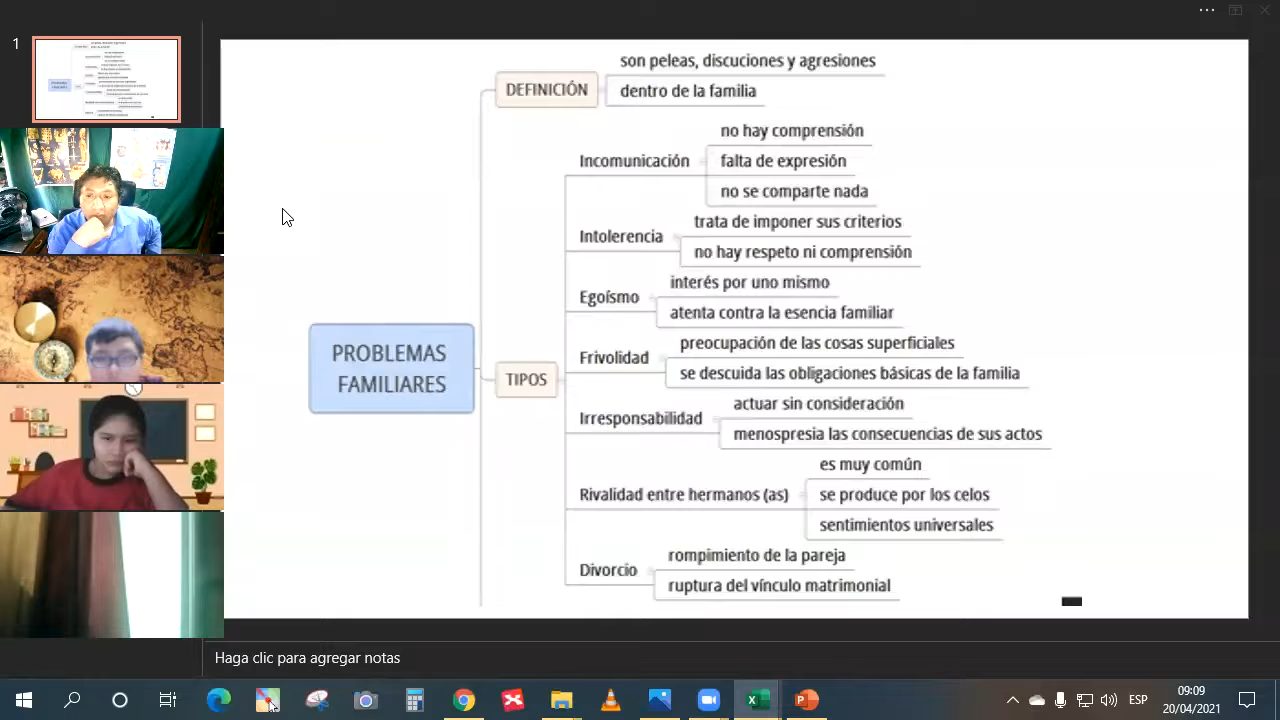 1
son peleas, discuciones y agresiones
DEFINICIÓN
dentro de la familia
no hay comprensión
Incomunicación
falta de expresión
no se comparte nada
trata de imponer sus criterios
Intolerencia
no hay respeto ni comprensión
interés por uno mismo
Egoísmo
atenta contra la esencia familiar
preocupación de las cosas superficiales
Frivolidad
se descuida las obligaciones básicas de la familia
PROBLEMAS
FAMILIARES
TIPOS
actuar sin consideración
Irresponsabilidad
menospresia las consecuencias de sus actos
es muy común
Rivalidad entre hermanos (as)
se produce por los celos
sentimientos universales
rompimiento de la pareja
Divorcio
ruptura del vínculo matrimonial
Haga clic para agregar notas
ESP
09:09
20/04/2021